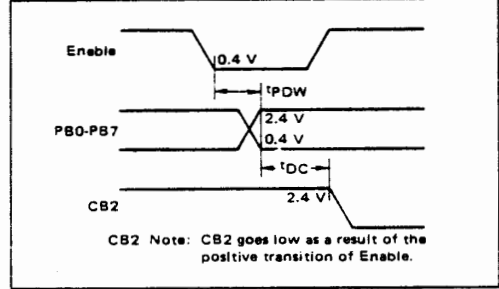 Enable
0.4 V
tPDW
PB0-PB7
2.4 V
0.4 V
tDC
CB2
2.4 V
CB2 Note: CB2 goes low as a result of the
positive transition of Enable.